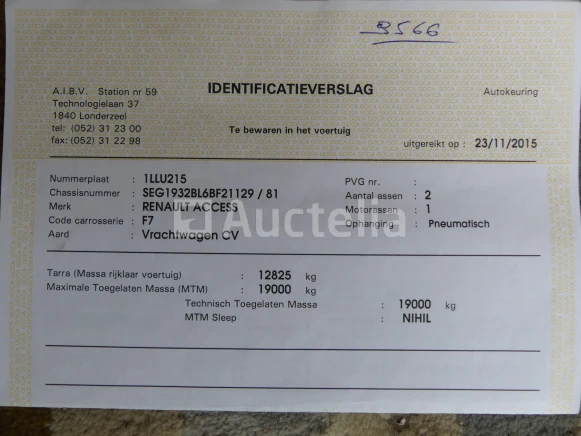 9566
IDENTIFICATIEVERSLAG
A.I.B.V. Station nr 59
Technologielaan 37
1840 Londerzeel
tel: (052) 31 23 00
fax: (052) 31 22 98
Autokeuring
Te bewaren in het voertuig
uitgereikt op : 23/11/2015
Nummerplaat : 1LLU215
Chassisnummer : SEG1932BL6BF21129 / 81
Merk : RENAULT ACCESS
Code carrosserie : F7
Aard : Vrachtwagen CV
PVG nr. :
Aantal assen : 2
Motorassen : 1
Ophanging : Pneumatisch
Auctelia
Tarra (Massa rijklaar voertuig) : 12825 kg
Maximale Toegelaten Massa (MTM) : 19000 kg
Technisch Toegelaten Massa : 19000 kg
MTM Sleep : NIHIL